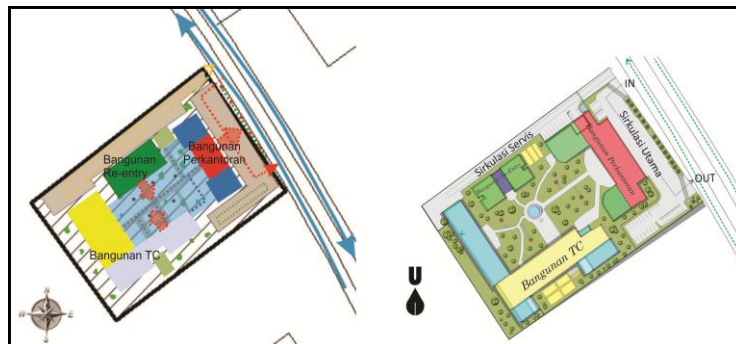 Bangunan
Re-entry
Bangunan
Perkantoran
Bangunan TC
IN
Sirkulasi Servis
Sirkulasi Utama
Bangunan Perkantoran
OUT
Bangunan TC
U